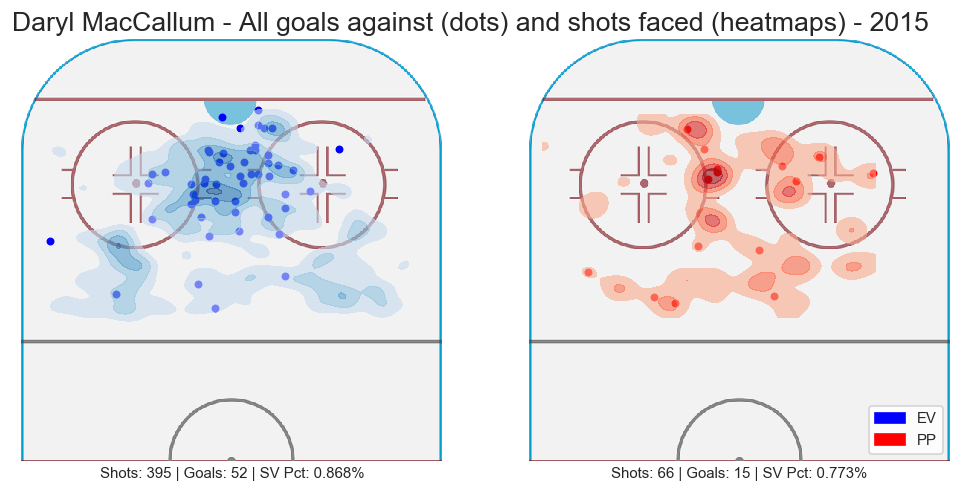 Daryl MacCallum - All goals against (dots) and shots faced (heatmaps) - 2015
EV
PP
Shots: 395 | Goals: 52 | SV Pct: 0.868%
Shots: 66 | Goals: 15 | SV Pct: 0.773%